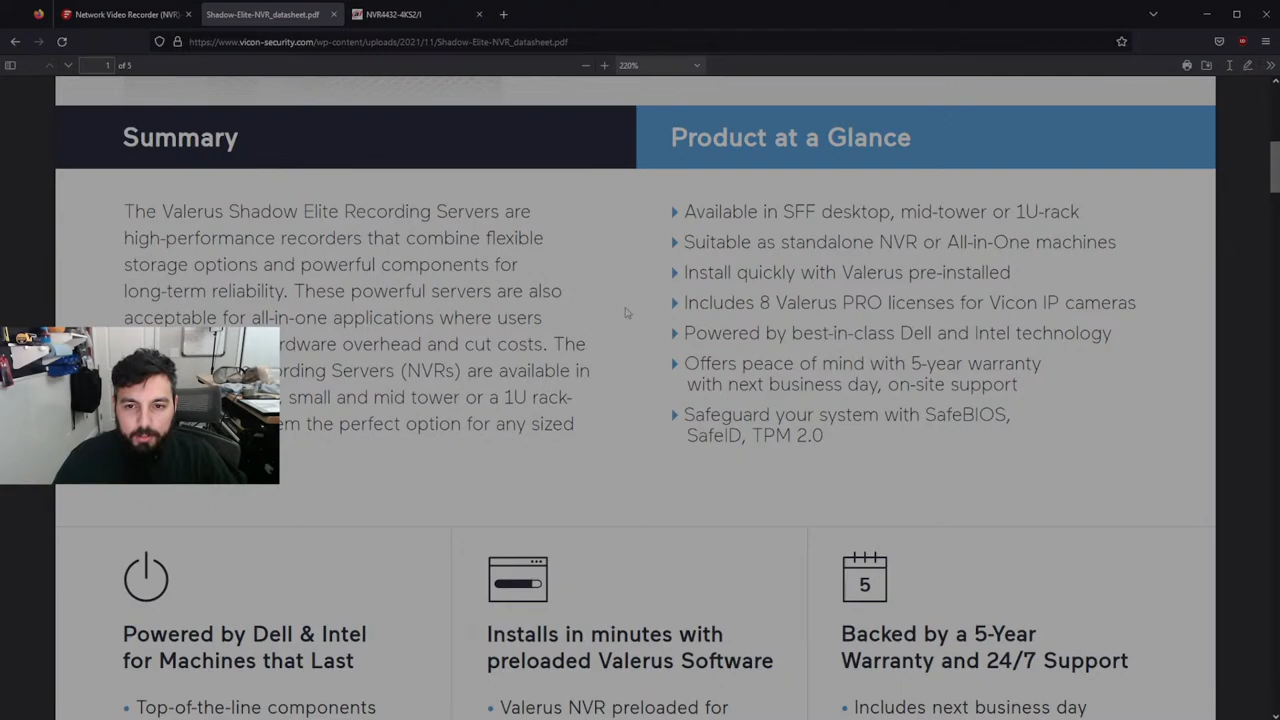 Network Video Recorder (NVR)
Shadow-Elite-NVR_datasheet.pdf
NVR4432-4KS2/I
https://www.vicon-security.com/wp-content/uploads/2021/11/Shadow-Elite-NVR_datasheet.pdf
1 of 5
220%
Summary
Product at a Glance
The Valerus Shadow Elite Recording Servers are
high-performance recorders that combine flexible
storage options and powerful components for
long-term reliability. These powerful servers are also
acceptable for all-in-one applications where users
rdware overhead and cut costs. The
rding Servers (NVRs) are available in
, small and mid tower or a 1U rack-
em the perfect option for any sized
Available in SFF desktop, mid-tower or 1U-rack
Suitable as standalone NVR or All-in-One machines
Install quickly with Valerus pre-installed
Includes 8 Valerus PRO licenses for Vicon IP cameras
Powered by best-in-class Dell and Intel technology
Offers peace of mind with 5-year warranty
with next business day, on-site support
Safeguard your system with SafeBIOS,
SafeID, TPM 2.0
5
Powered by Dell & Intel
for Machines that Last
• Top-of-the-line components
Installs in minutes with
preloaded Valerus Software
• Valerus NVR preloaded for
Backed by a 5-Year
Warranty and 24/7 Support
• Includes next business day